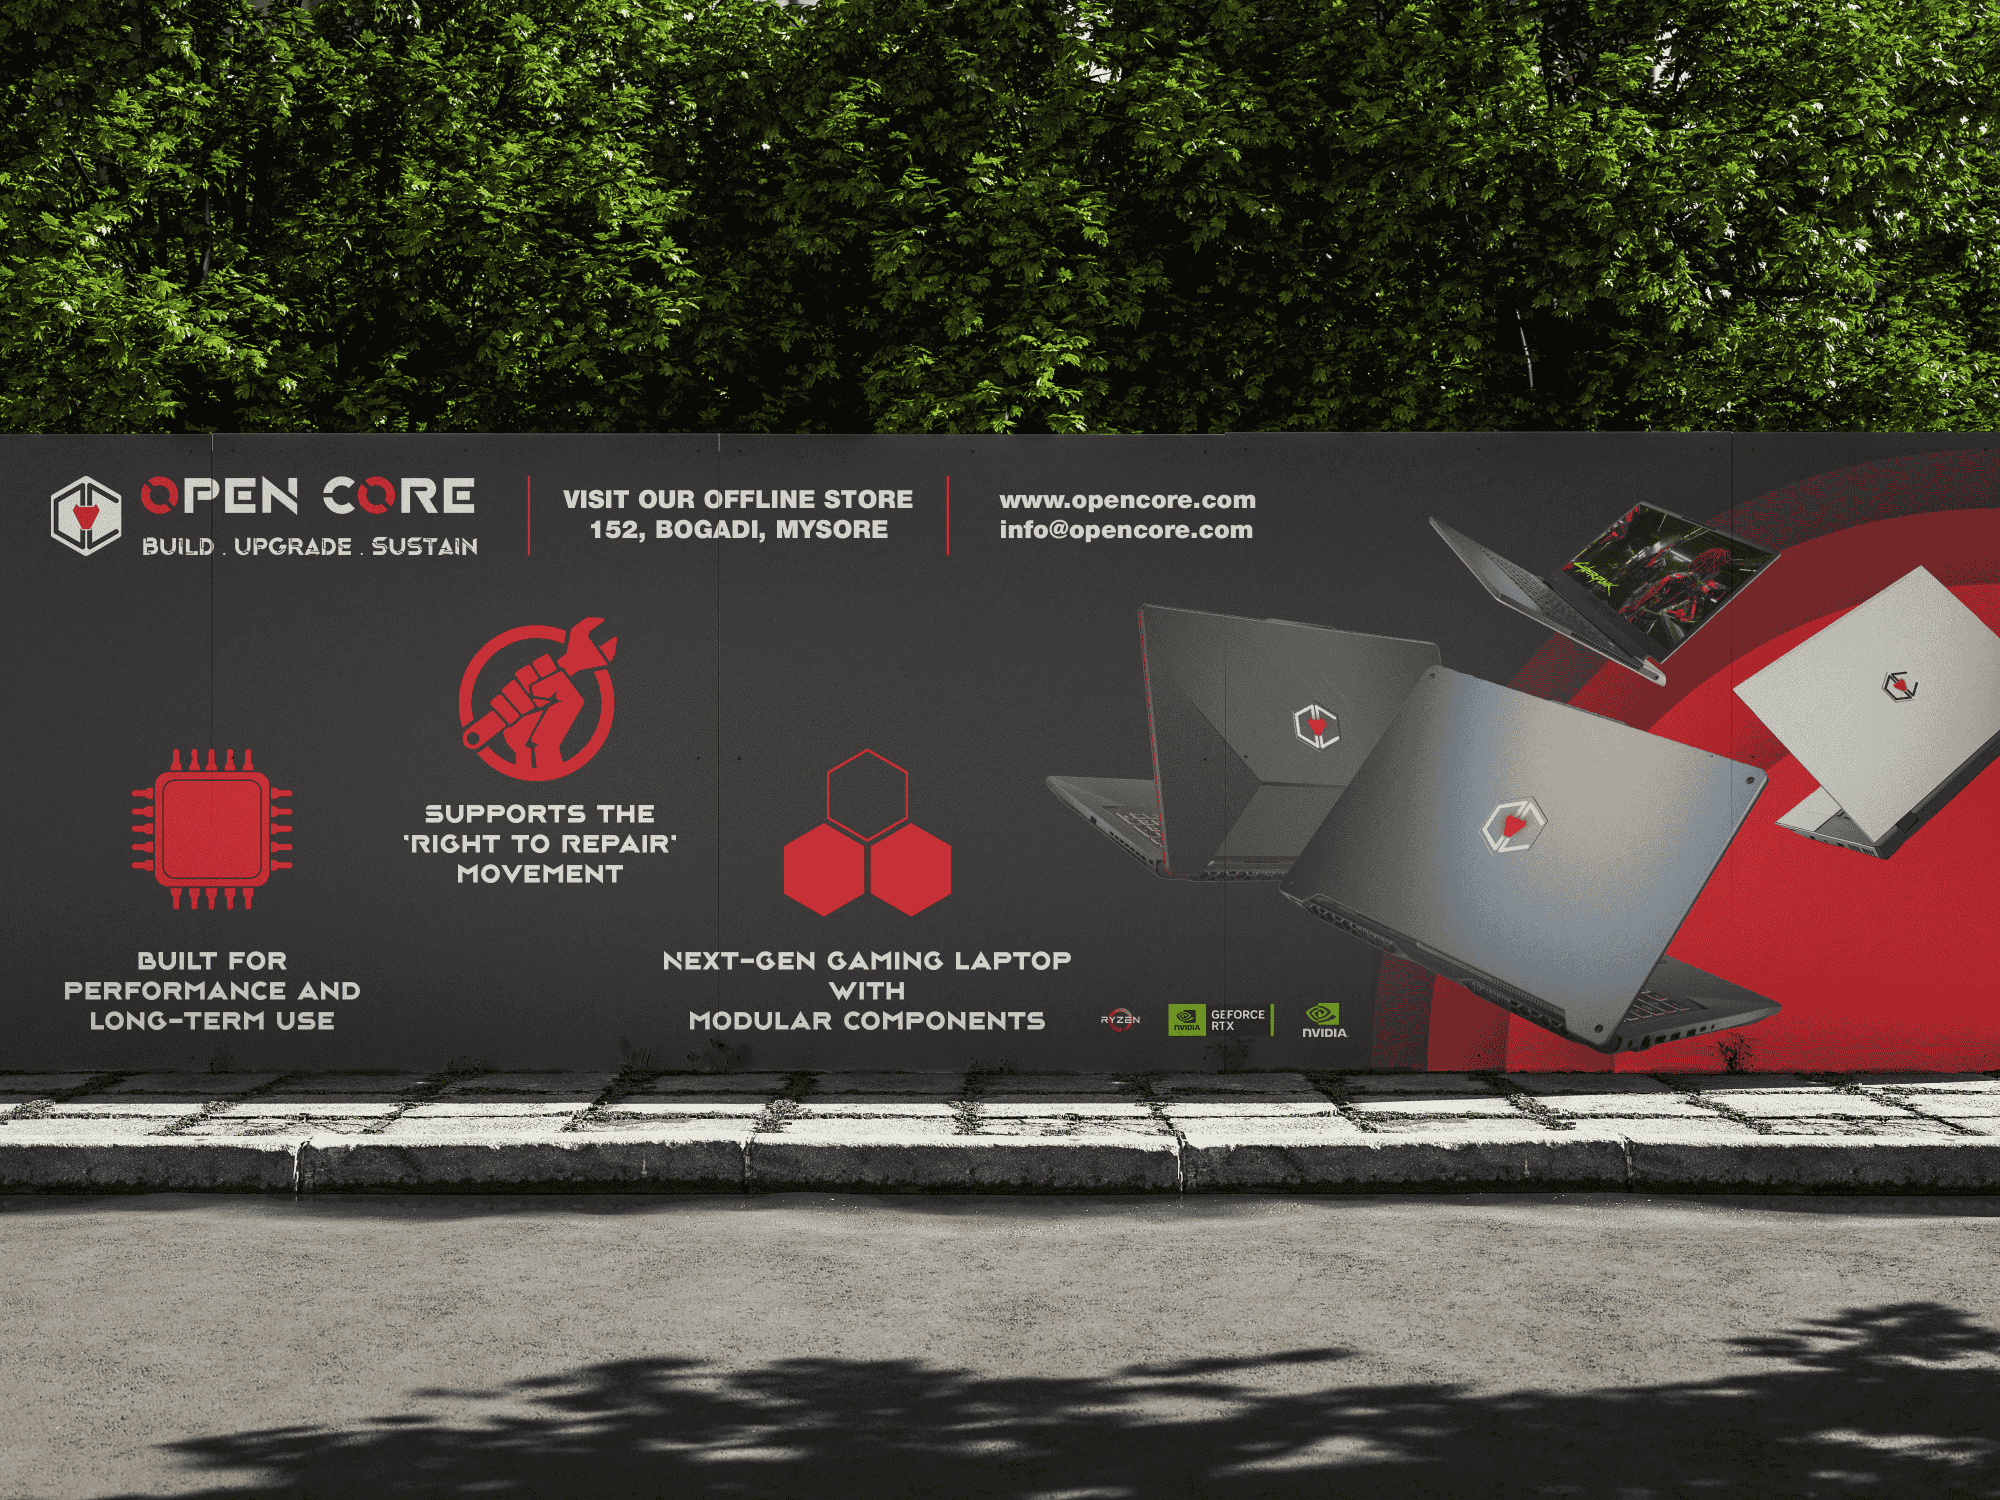 OPEN CORE
BUILD . UPGRADE . SUSTAIN
VISIT OUR OFFLINE STORE
152, BOGADI, MYSORE
www.opencore.com
info@opencore.com
CYBERPUNK
SUPPORTS THE
'RIGHT TO REPAIR'
MOVEMENT
BUILT FOR
PERFORMANCE AND
LONG-TERM USE
NEXT-GEN GAMING LAPTOP
WITH
MODULAR COMPONENTS
RYZEN
NVIDIA
GEFORCE
RTX
NVIDIA